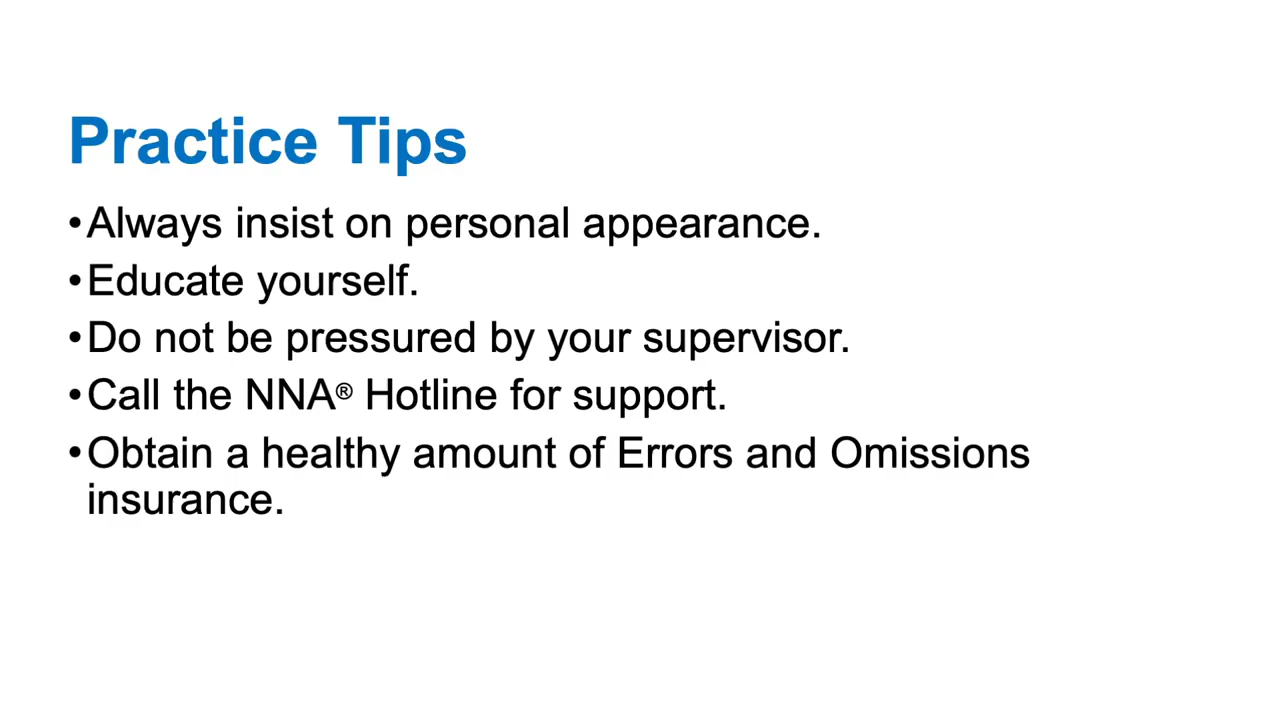 Practice Tips
•Always insist on personal appearance.
•Educate yourself.
•Do not be pressured by your supervisor.
•Call the NNA® Hotline for support.
•Obtain a healthy amount of Errors and Omissions
insurance.